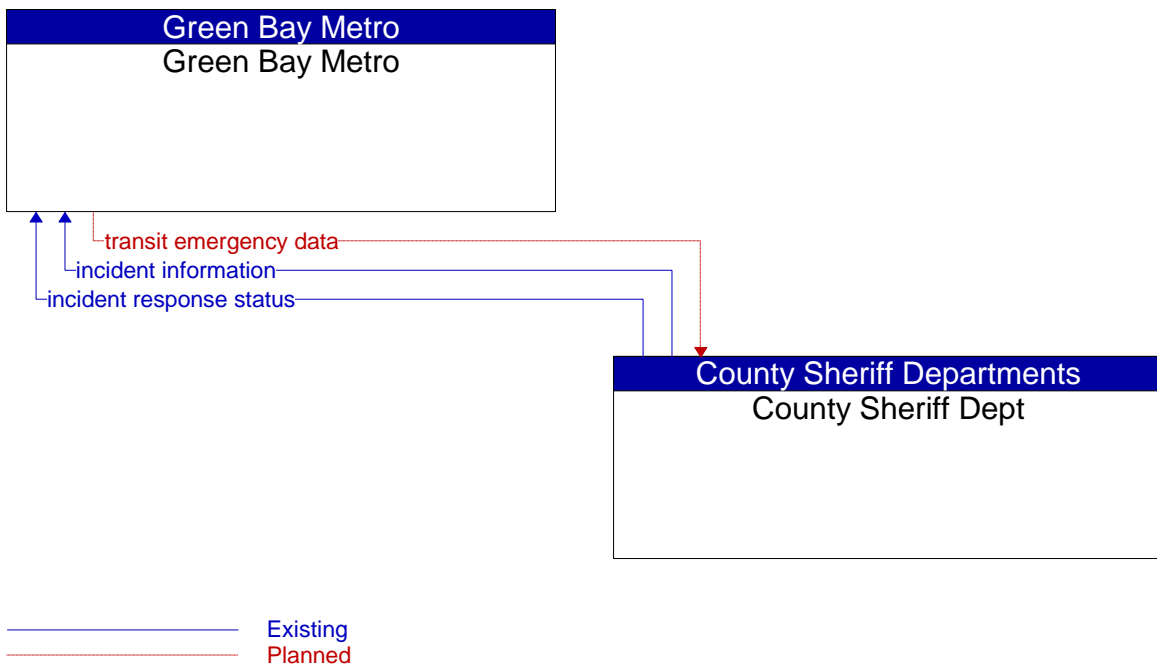 Green Bay Metro
Green Bay Metro
transit emergency data
incident information
incident response status
County Sheriff Departments
County Sheriff Dept
Existing
Planned